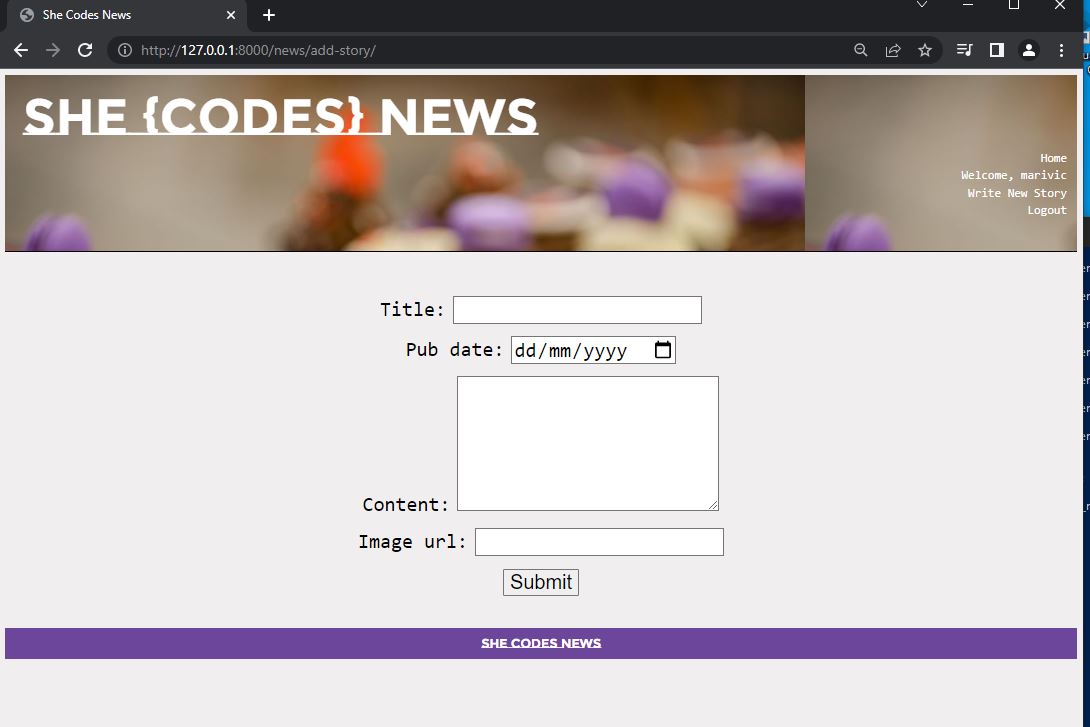 She Codes News
http://127.0.0.1:8000/news/add-story/
SHE {CODES} NEWS
Home
Welcome, marivic
Write New Story
Logout
Title:
Pub date: dd/mm/yyyy
Content:
Image url:
Submit
SHE CODES NEWS